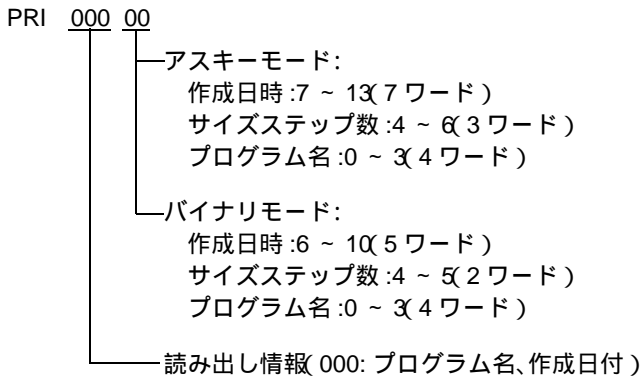 PRI 000 00
アスキーモード:
作成日時:7 ~ 13(7 ワード)
サイズステップ数:4 ~ 6(3 ワード)
プログラム名:0 ~ 3(4 ワード)
バイナリモード:
作成日時:6 ~ 10(5 ワード)
サイズステップ数:4 ~ 5(2 ワード)
プログラム名:0 ~ 3(4 ワード)
読み出し情報(000: プログラム名、作成日付)